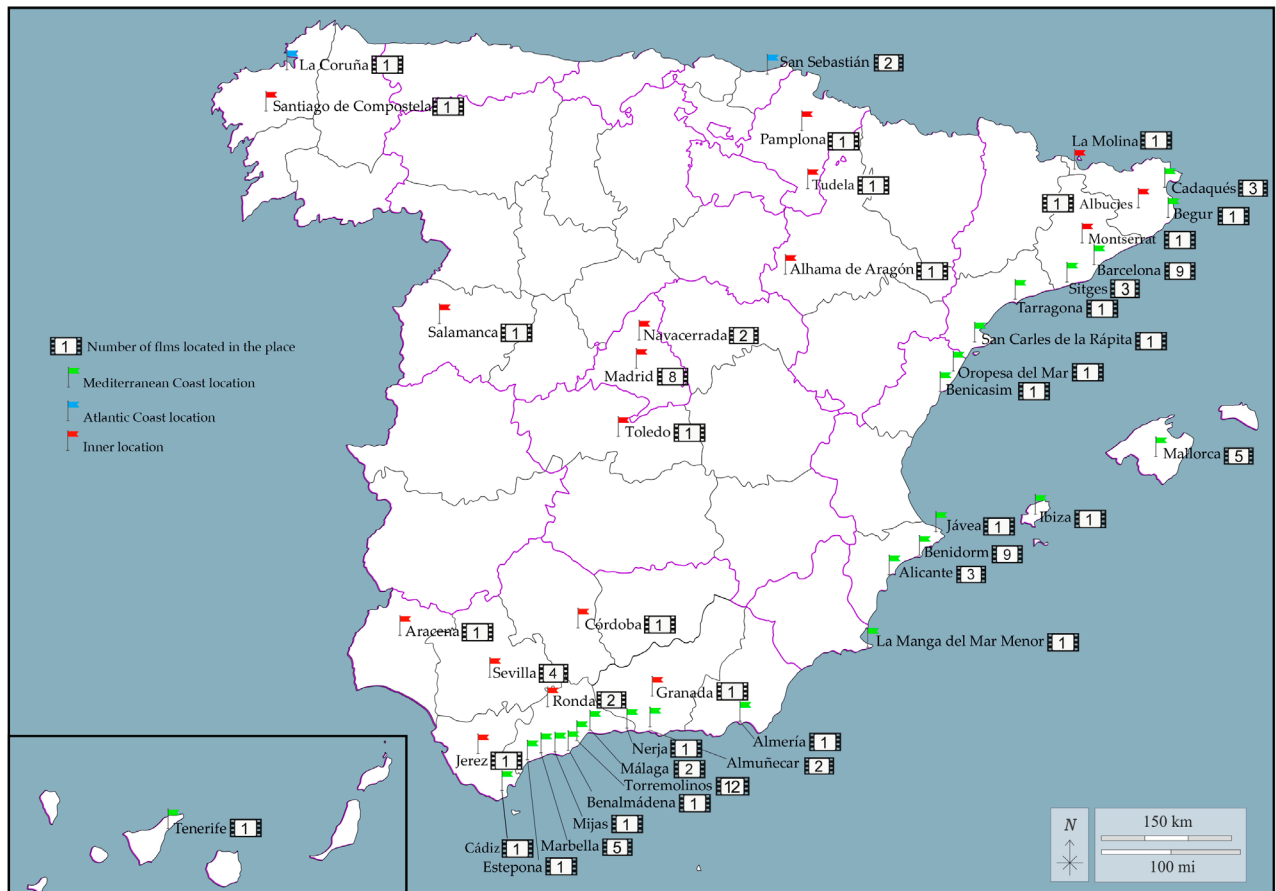 La Coruña 1
San Sebastián 2
Santiago de Compostela 1
Pamplona 1
La Molina 1
Tudela 1
Cadaqués 3
1 Albucies
Begur 1
Montserrat 1
Alhama de Aragón 1
Barcelona 9
Sitges 3
Tarragona 1
Salamanca 1
Navacerrada 2
San Carles de la Rápita 1
1 Number of flms located in the place
Madrid 8
Oropesa del Mar 1
Mediterranean Coast location
Benicasim 1
Atlantic Coast location
Toledo 1
Inner location
Mallorca 5
Ibiza 1
Jávea 1
Benidorm 9
Alicante 3
Aracena 1
Córdoba 1
La Manga del Mar Menor 1
Sevilla 4
Ronda 2
Granada 1
Jerez 1
Nerja 1
Almería 1
Málaga 2
Almuñecar 2
Torremolinos 12
Benalmádena 1
Mijas 1
Tenerife 1
Cádiz 1
Marbella 5
Estepona 1
N
150 km
100 mi